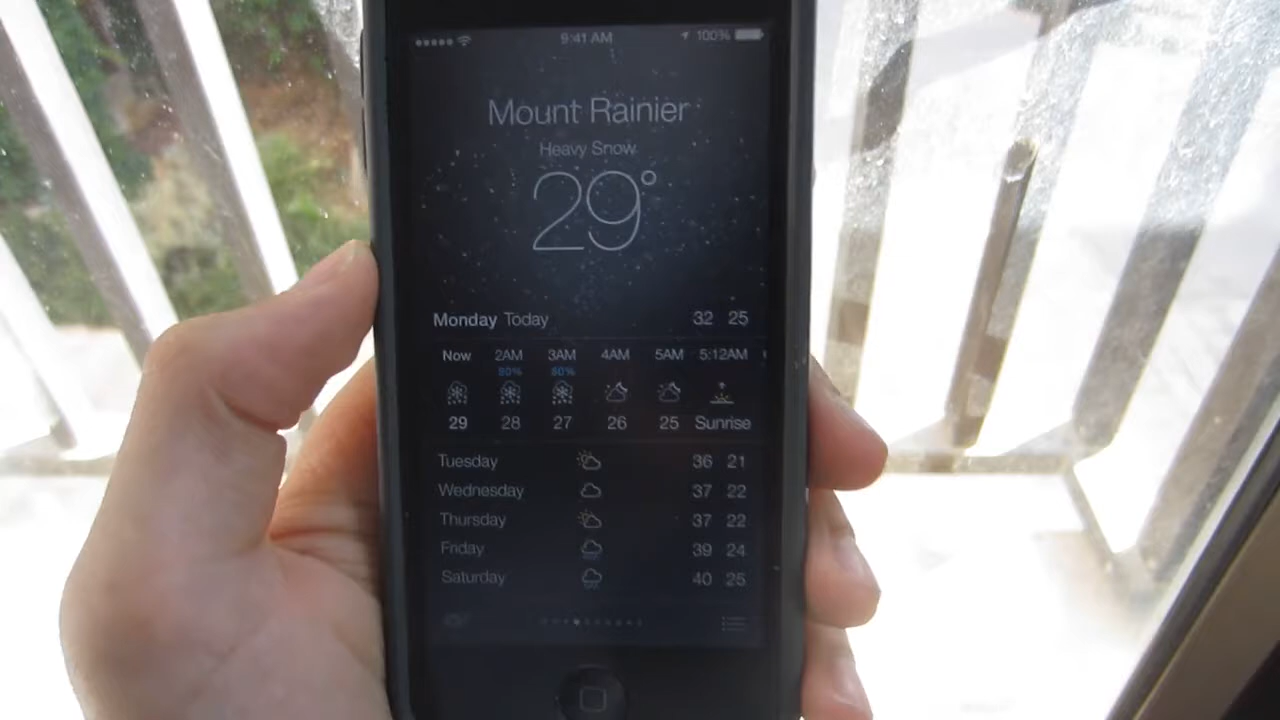 9:41 AM 100%
Mount Rainier
Heavy Snow
29°
Monday Today 32 25
Now 2AM 3AM 4AM 5AM 5:12AM
80% 80%
29 28 27 26 25 Sunrise
Tuesday 36 21
Wednesday 37 22
Thursday 37 22
Friday 39 24
Saturday 40 25